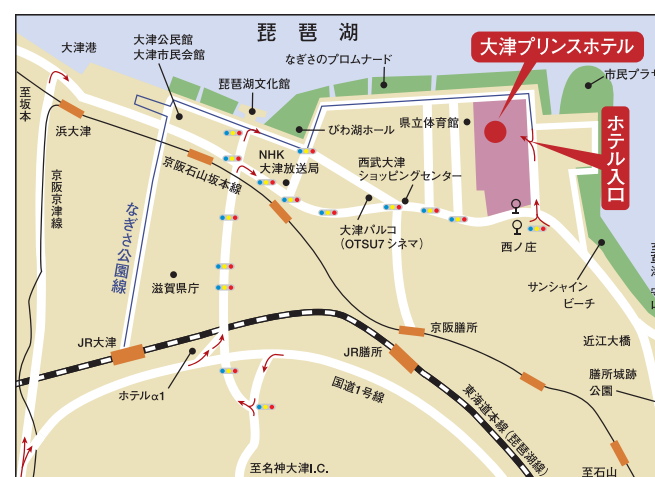 琵琶湖
大津港
大津公民館
大津市民会館
なぎさのプロムナード
大津プリンスホテル
市民プラザ
至坂本
琵琶湖文化館
びわ湖ホール
県立体育館
ホテル入口
浜大津
京阪石山坂本線
NHK
大津放送局
西武大津
ショッピングセンター
京阪京津線
なぎさ公園線
大津パルコ
(OTSU7シネマ)
西ノ庄
滋賀県庁
サンシャイン
ビーチ
JR大津
京阪膳所
近江大橋
JR膳所
ホテルα1
国道1号線
膳所城跡
公園
東海道本線(琵琶湖線)
至名神大津I.C.
至石山